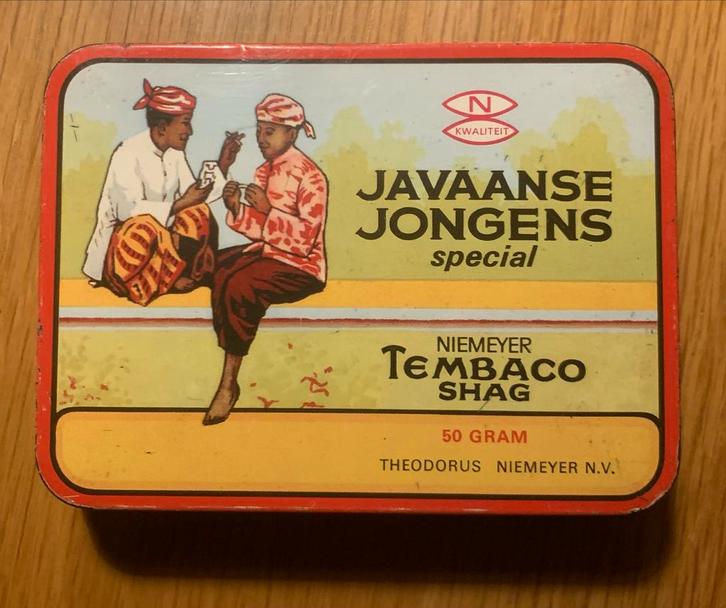 N
KWALITEIT
JAVAANSE
JONGENS
special
NIEMEYER
TEMBACO
SHAG
50 GRAM
THEODORUS NIEMEYER N.V.